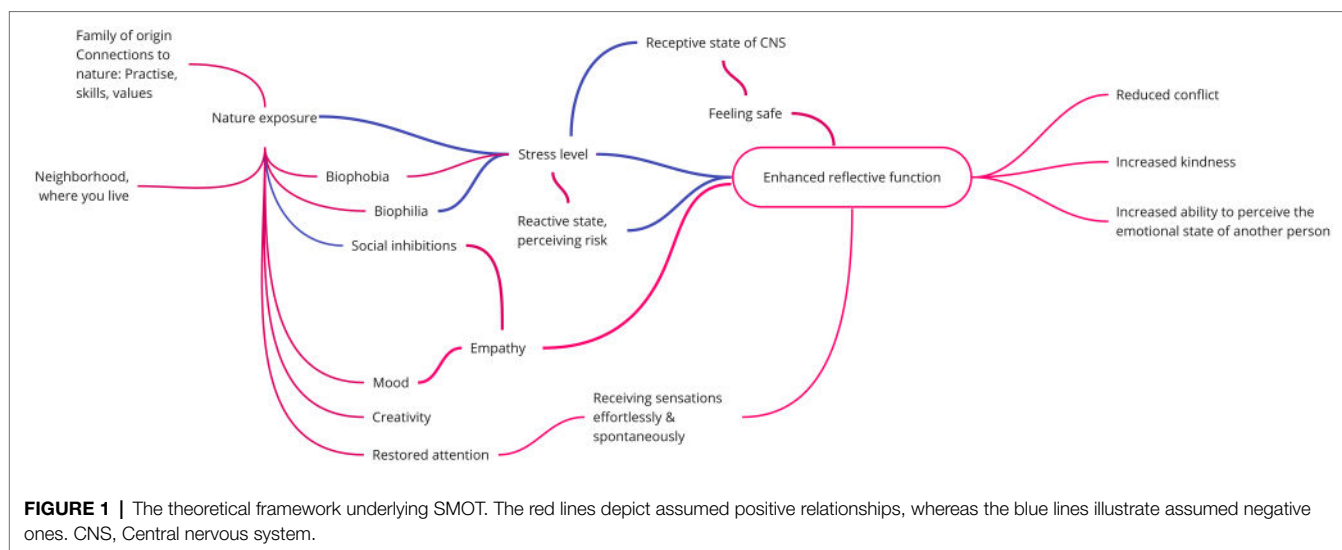 Family of origin
Connections to
nature: Practise,
skills, values
Nature exposure
Neighborhood,
where you live
Biophobia
Biophilia
Social inhibitions
Mood
Creativity
Restored attention
Stress level
Receptive state of CNS
Feeling safe
Reactive state,
perceiving risk
Empathy
Receiving sensations
effortlessly &
spontaneously
Enhanced reflective function
Reduced conflict
Increased kindness
Increased ability to perceive the
emotional state of another person
FIGURE 1 | The theoretical framework underlying SMOT. The red lines depict assumed positive relationships, whereas the blue lines illustrate assumed negative
ones. CNS, Central nervous system.